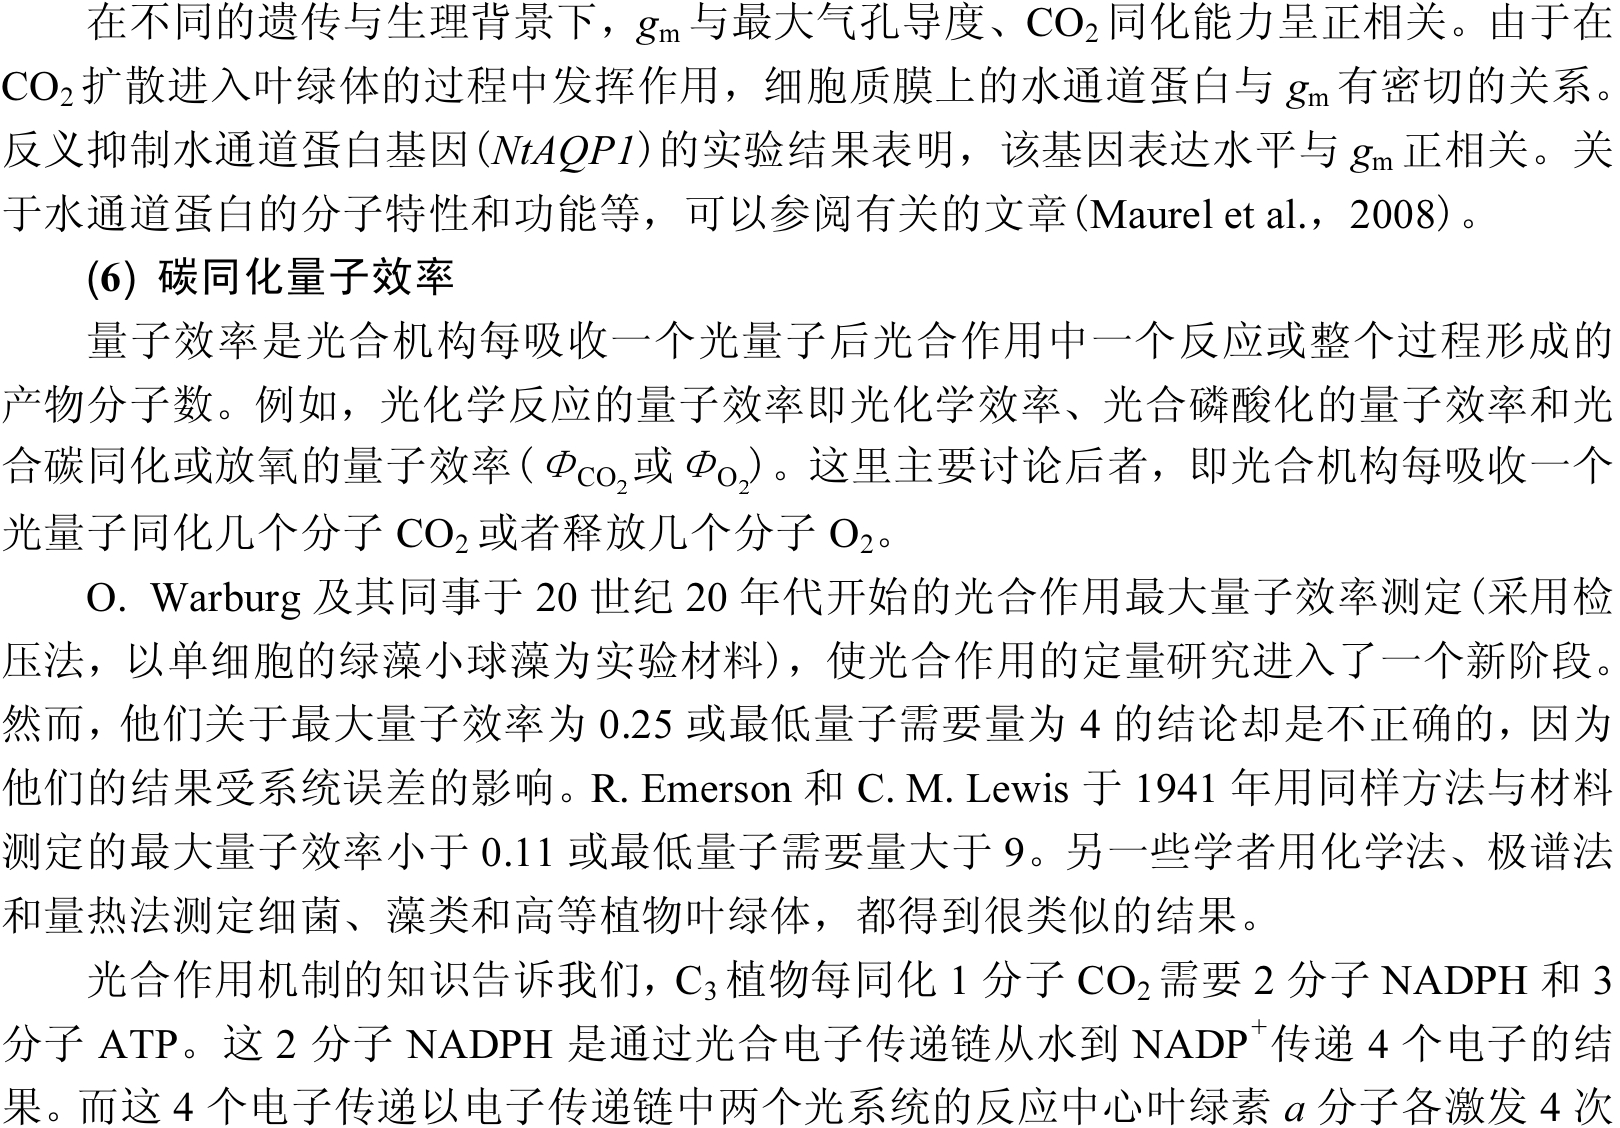 在不同的遗传与生理背景下，gm与最大气孔导度、CO2同化能力呈正相关。由于在
CO2扩散进入叶绿体的过程中发挥作用，细胞质膜上的水通道蛋白与 gm有密切的关系。
反义抑制水通道蛋白基因(NtAQP1)的实验结果表明，该基因表达水平与 gm正相关。关
于水通道蛋白的分子特性和功能等，可以参阅有关的文章(Maurel et al.，2008)。
(6) 碳同化量子效率
量子效率是光合机构每吸收一个光量子后光合作用中一个反应或整个过程形成的
产物分子数。例如，光化学反应的量子效率即光化学效率、光合磷酸化的量子效率和光
合碳同化或放氧的量子效率( ΦCO2或 ΦO2)。这里主要讨论后者，即光合机构每吸收一个
光量子同化几个分子 CO2或者释放几个分子 O2。
O. Warburg 及其同事于 20 世纪 20 年代开始的光合作用最大量子效率测定(采用检
压法，以单细胞的绿藻小球藻为实验材料)，使光合作用的定量研究进入了一个新阶段。
然而，他们关于最大量子效率为 0.25 或最低量子需要量为 4 的结论却是不正确的，因为
他们的结果受系统误差的影响。R. Emerson 和 C. M. Lewis 于 1941 年用同样方法与材料
测定的最大量子效率小于 0.11 或最低量子需要量大于 9。另一些学者用化学法、极谱法
和量热法测定细菌、藻类和高等植物叶绿体，都得到很类似的结果。
光合作用机制的知识告诉我们，C3植物每同化 1 分子 CO2需要 2 分子 NADPH 和 3
分子 ATP。这 2 分子 NADPH 是通过光合电子传递链从水到 NADP+传递 4 个电子的结
果。而这 4 个电子传递以电子传递链中两个光系统的反应中心叶绿素 a 分子各激发 4 次